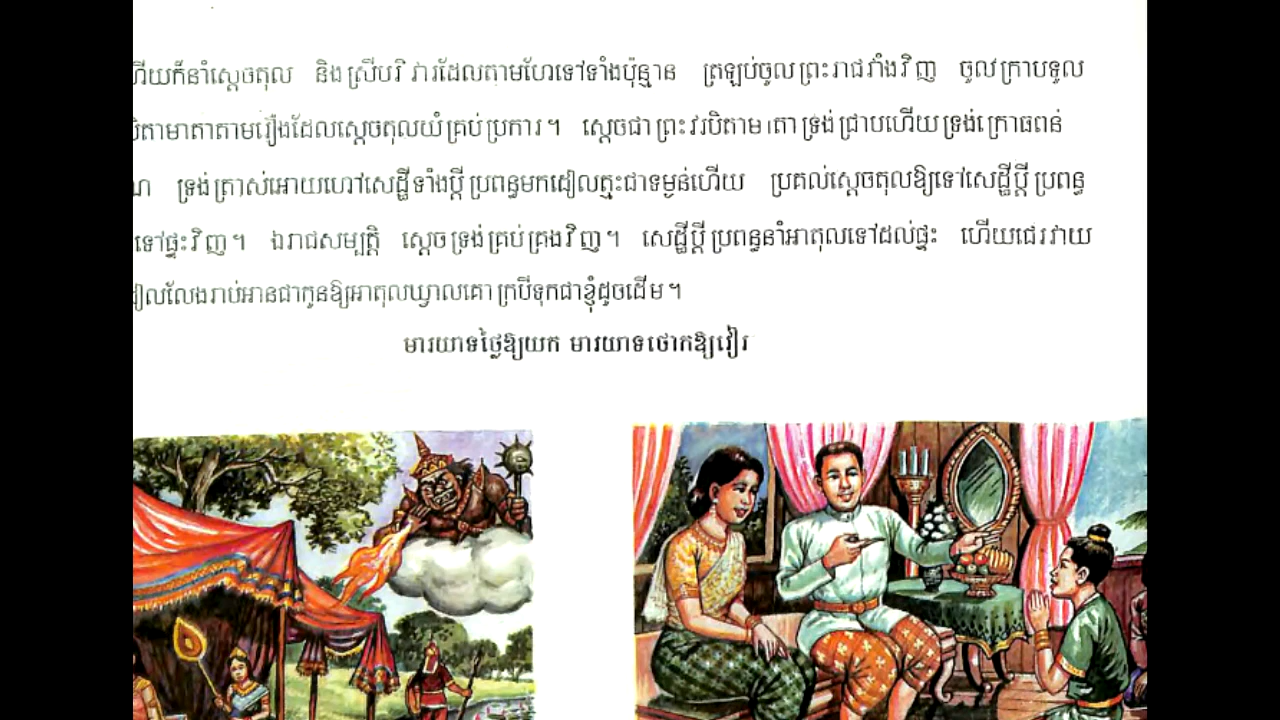 ហើយក៏នាំស្តេចតុល និងស្រីបរិវារដែលតាមហែទៅទាំងប៉ុន្មាន ត្រឡប់ចូលព្រះរាជវាំងវិញ ចូលក្រាបទូល
បិតាមាតាតាមរឿងដែលស្តេចតុលយំគ្រប់ប្រការ។ ស្តេចជាព្រះវរបិតាមាតាទ្រង់ជ្រាបហើយទ្រង់ក្រោធពន់
ទ្រង់ត្រាស់អោយហៅសេដ្ឋីទាំងប្តីប្រពន្ធមកដៀលត្មះជាទម្ងន់ហើយ ប្រគល់ស្តេចតុលឱ្យទៅសេដ្ឋីប្តីប្រពន្ធ
ទៅផ្ទះវិញ។ ឯរាជសម្បត្តិ ស្តេចទ្រង់គ្រប់គ្រងវិញ។ សេដ្ឋីប្តីប្រពន្ធនាំអាតុលទៅដល់ផ្ទះ ហើយជេរវាយ
ដៀលលែងរាប់អានជាកូនឱ្យអាតុលឃ្វាលគោក្របីទុកជាខ្ញុំដូចដើម។
មារយាទថ្លៃឱ្យយក មារយាទថោកឱ្យវៀរ